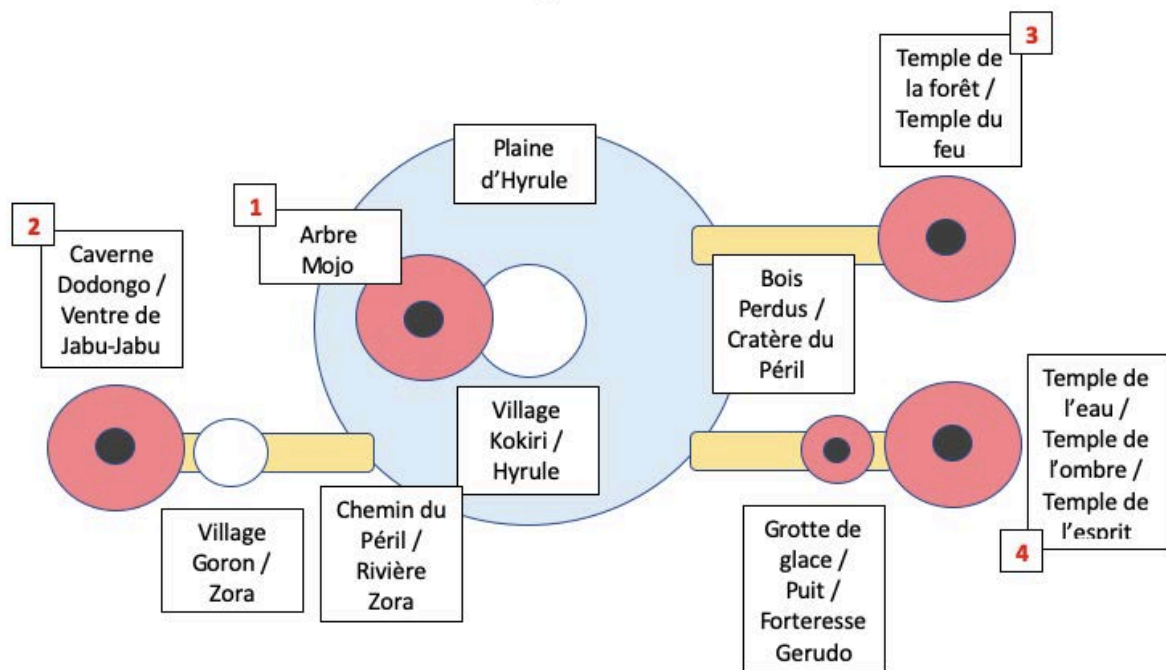 3
Temple de
la forêt /
Temple du
feu
Plaine
d'Hyrule
1
Arbre
Mojo
2
Caverne
Dodongo /
Ventre de
Jabu-Jabu
Bois
Perdus /
Cratère du
Péril
Village
Kokiri /
Hyrule
Temple de
l'eau /
Temple de
l'ombre /
Temple de
l'esprit
4
Village
Goron /
Zora
Chemin du
Péril /
Rivière
Zora
Grotte de
glace /
Puit /
Forteresse
Gerudo